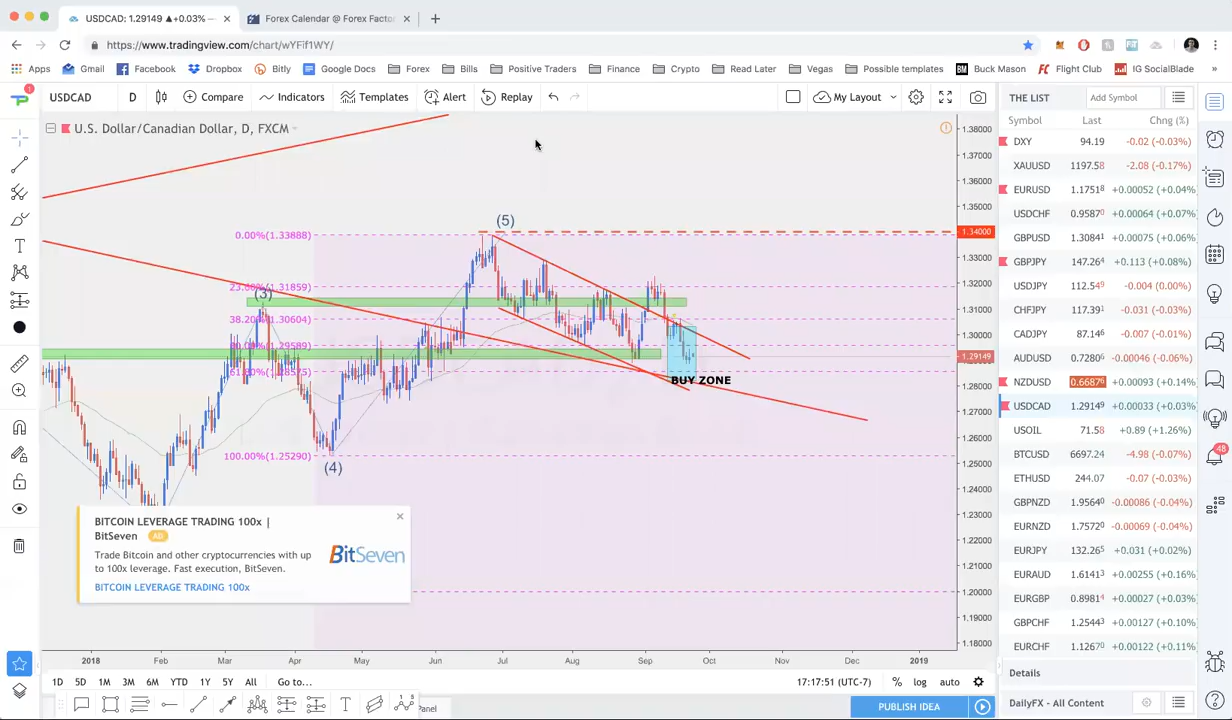 USDCAD: 1.29149 ▲+0.03% —
Forex Calendar @ Forex Facto
https://www.tradingview.com/chart/wYFif1WY/
Apps Gmail Facebook Dropbox Bitly Google Docs Forex Bills Positive Traders Finance Crypto Read Later Vegas Possible templates Buck Mason Flight Club IG SocialBlade »
USDCAD D Compare Indicators Templates Alert Replay My Layout
U.S. Dollar/Canadian Dollar, D, FXCM
THE LIST Add Symbol
Symbol Last Chng (%)
DXY 94.19 -0.02 (-0.03%)
XAUUSD 1197.58 -2.08 (-0.17%)
EURUSD 1.17518 +0.00052 (+0.04%)
USDCHF 0.95870 +0.00064 (+0.07%)
GBPUSD 1.30841 +0.00075 (+0.06%)
GBPJPY 147.264 +0.113 (+0.08%)
USDJPY 112.549 -0.004 (0.00%)
CHFJPY 117.391 -0.031 (-0.03%)
CADJPY 87.146 -0.007 (-0.01%)
AUDUSD 0.72806 -0.00046 (-0.06%)
NZDUSD 0.66876 +0.00093 (+0.14%)
USDCAD 1.29149 +0.00033 (+0.03%)
USOIL 71.58 +0.89 (+1.26%)
BTCUSD 6697.24 -4.98 (-0.07%)
ETHUSD 244.07 -0.07 (-0.03%)
GBPNZD 1.95640 -0.00086 (-0.04%)
EURNZD 1.75720 -0.00069 (-0.04%)
EURJPY 132.265 +0.031 (+0.02%)
EURAUD 1.61413 +0.00255 (+0.16%)
EURGBP 0.89814 +0.00027 (+0.03%)
GBPCHF 1.25443 +0.00122 (+0.10%)
EURCHF 1.12670 +0.00122 (+0.11%)
Details
DailyFX - All Content
48
1.38000
1.37000
1.36000
1.35000
1.34000
1.33000
1.32000
1.31000
1.30000
1.29149
1.28000
1.27000
1.26000
1.25000
1.24000
1.23000
1.22000
1.21000
1.20000
1.19000
1.18000
(5)
0.00%(1.33888)
(3)
38.20%(1.30604)
BUY ZONE
100.00%(1.25290)
(4)
BITCOIN LEVERAGE TRADING 100x |
BitSeven AD
BitSeven
Trade Bitcoin and other cryptocurrencies with up
to 100x leverage. Fast execution, BitSeven.
BITCOIN LEVERAGE TRADING 100x
2018 Feb Mar Apr May Jun Jul Aug Sep Oct Nov Dec 2019
1D 5D 1M 3M 6M YTD 1Y 5Y All Go to... 17:17:51 (UTC-7) % log auto
Panel
PUBLISH IDEA